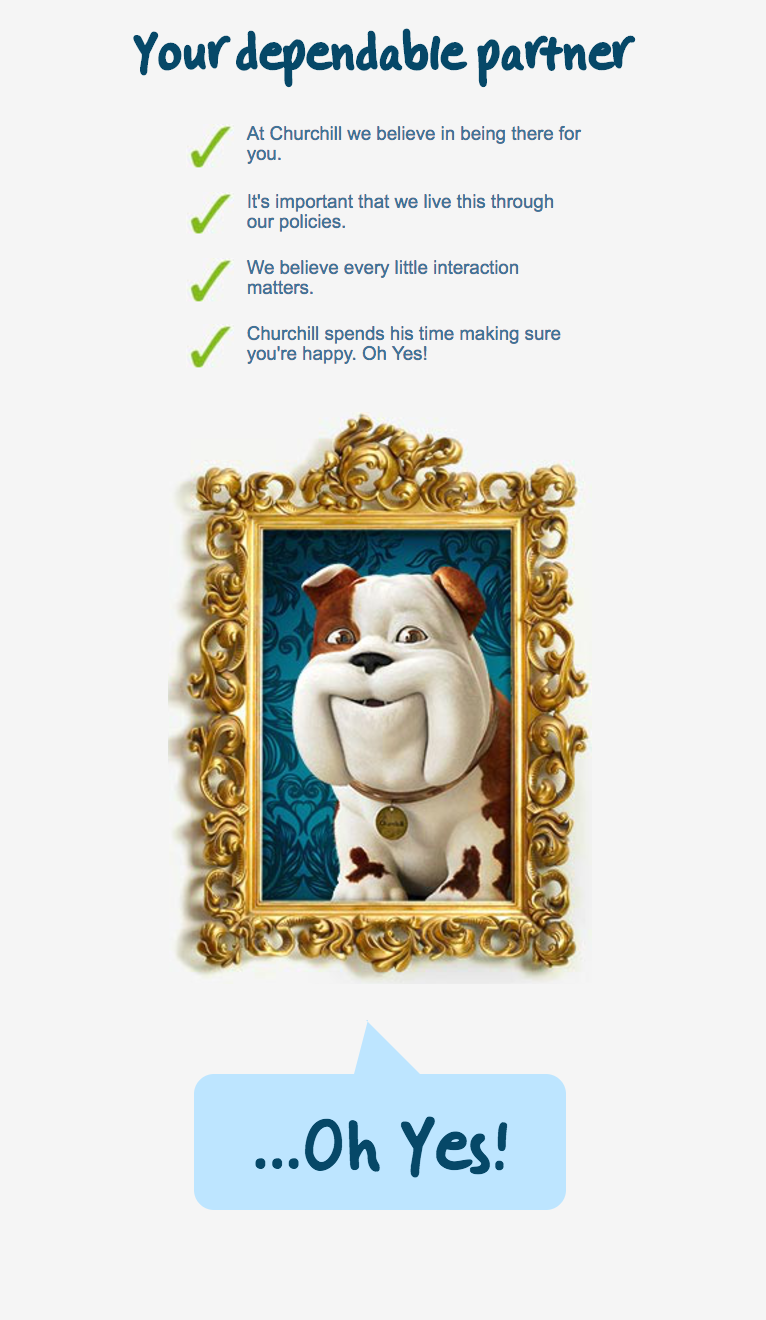 Your dependable partner
At Churchill we believe in being there for
you.
It's important that we live this through
our policies.
We believe every little interaction
matters.
Churchill spends his time making sure
you're happy. Oh Yes!
Churchill
...Oh Yes!